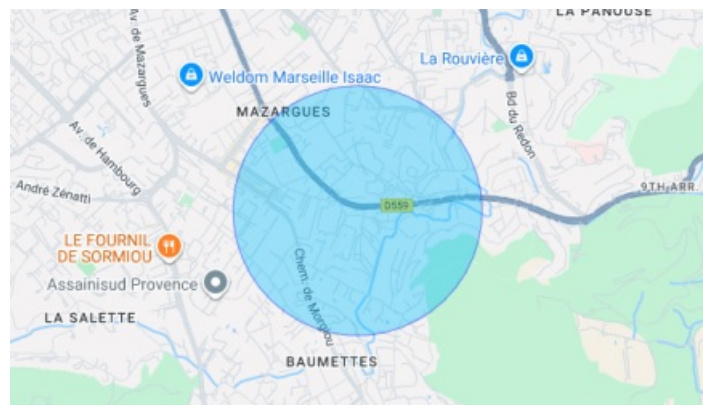 LA PANOUSE
Av. de Mazargues
La Rouvière
Weldom Marseille Isaac
MAZARGUES
Bd du Redon
Av. de Hambourg
André Zénatti
9TH ARR.
D559
LE FOURNIL
DE SORMIOU
Chem. de Morgiou
Assainisud Provence
LA SALETTE
BAUMETTES